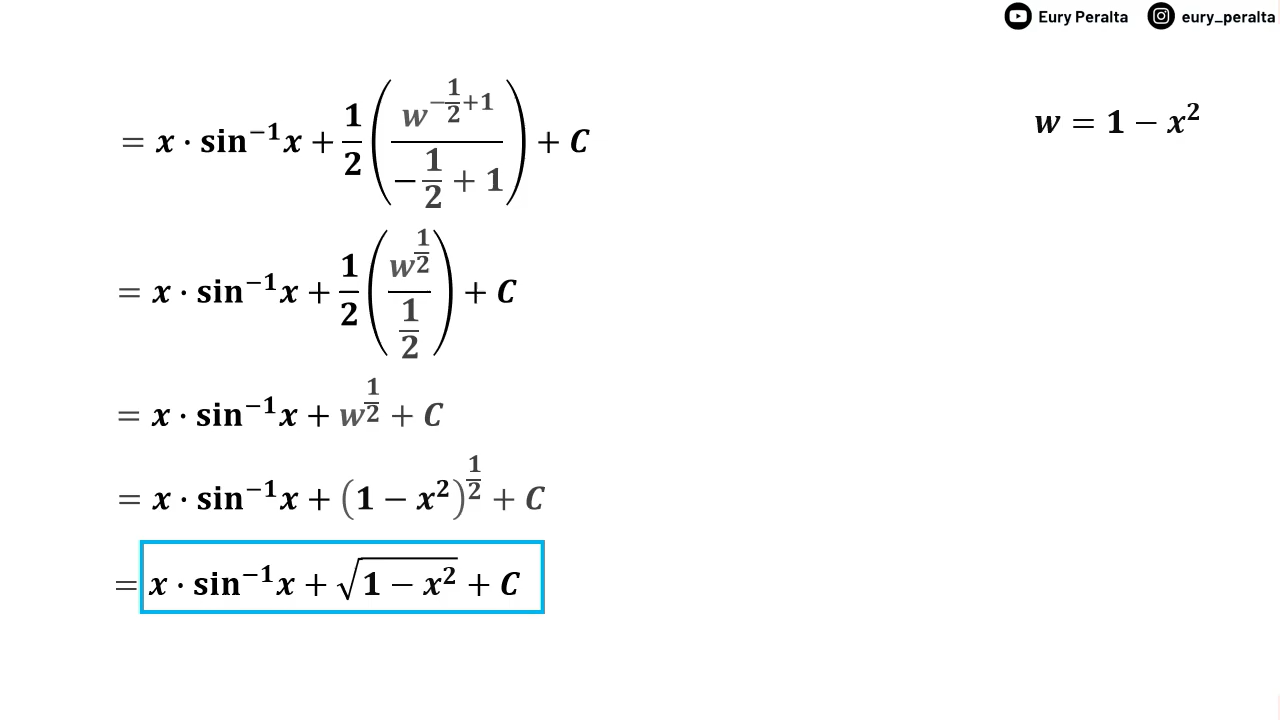 Eury Peralta eury_peralta
= x · sin⁻¹x + 1/2 (w^(−1/2+1) / (−1/2 + 1)) + C
w = 1 − x²
= x · sin⁻¹x + 1/2 (w^(1/2) / (1/2)) + C
= x · sin⁻¹x + w^(1/2) + C
= x · sin⁻¹x + (1 − x²)^(1/2) + C
= x · sin⁻¹x + √(1 − x²) + C